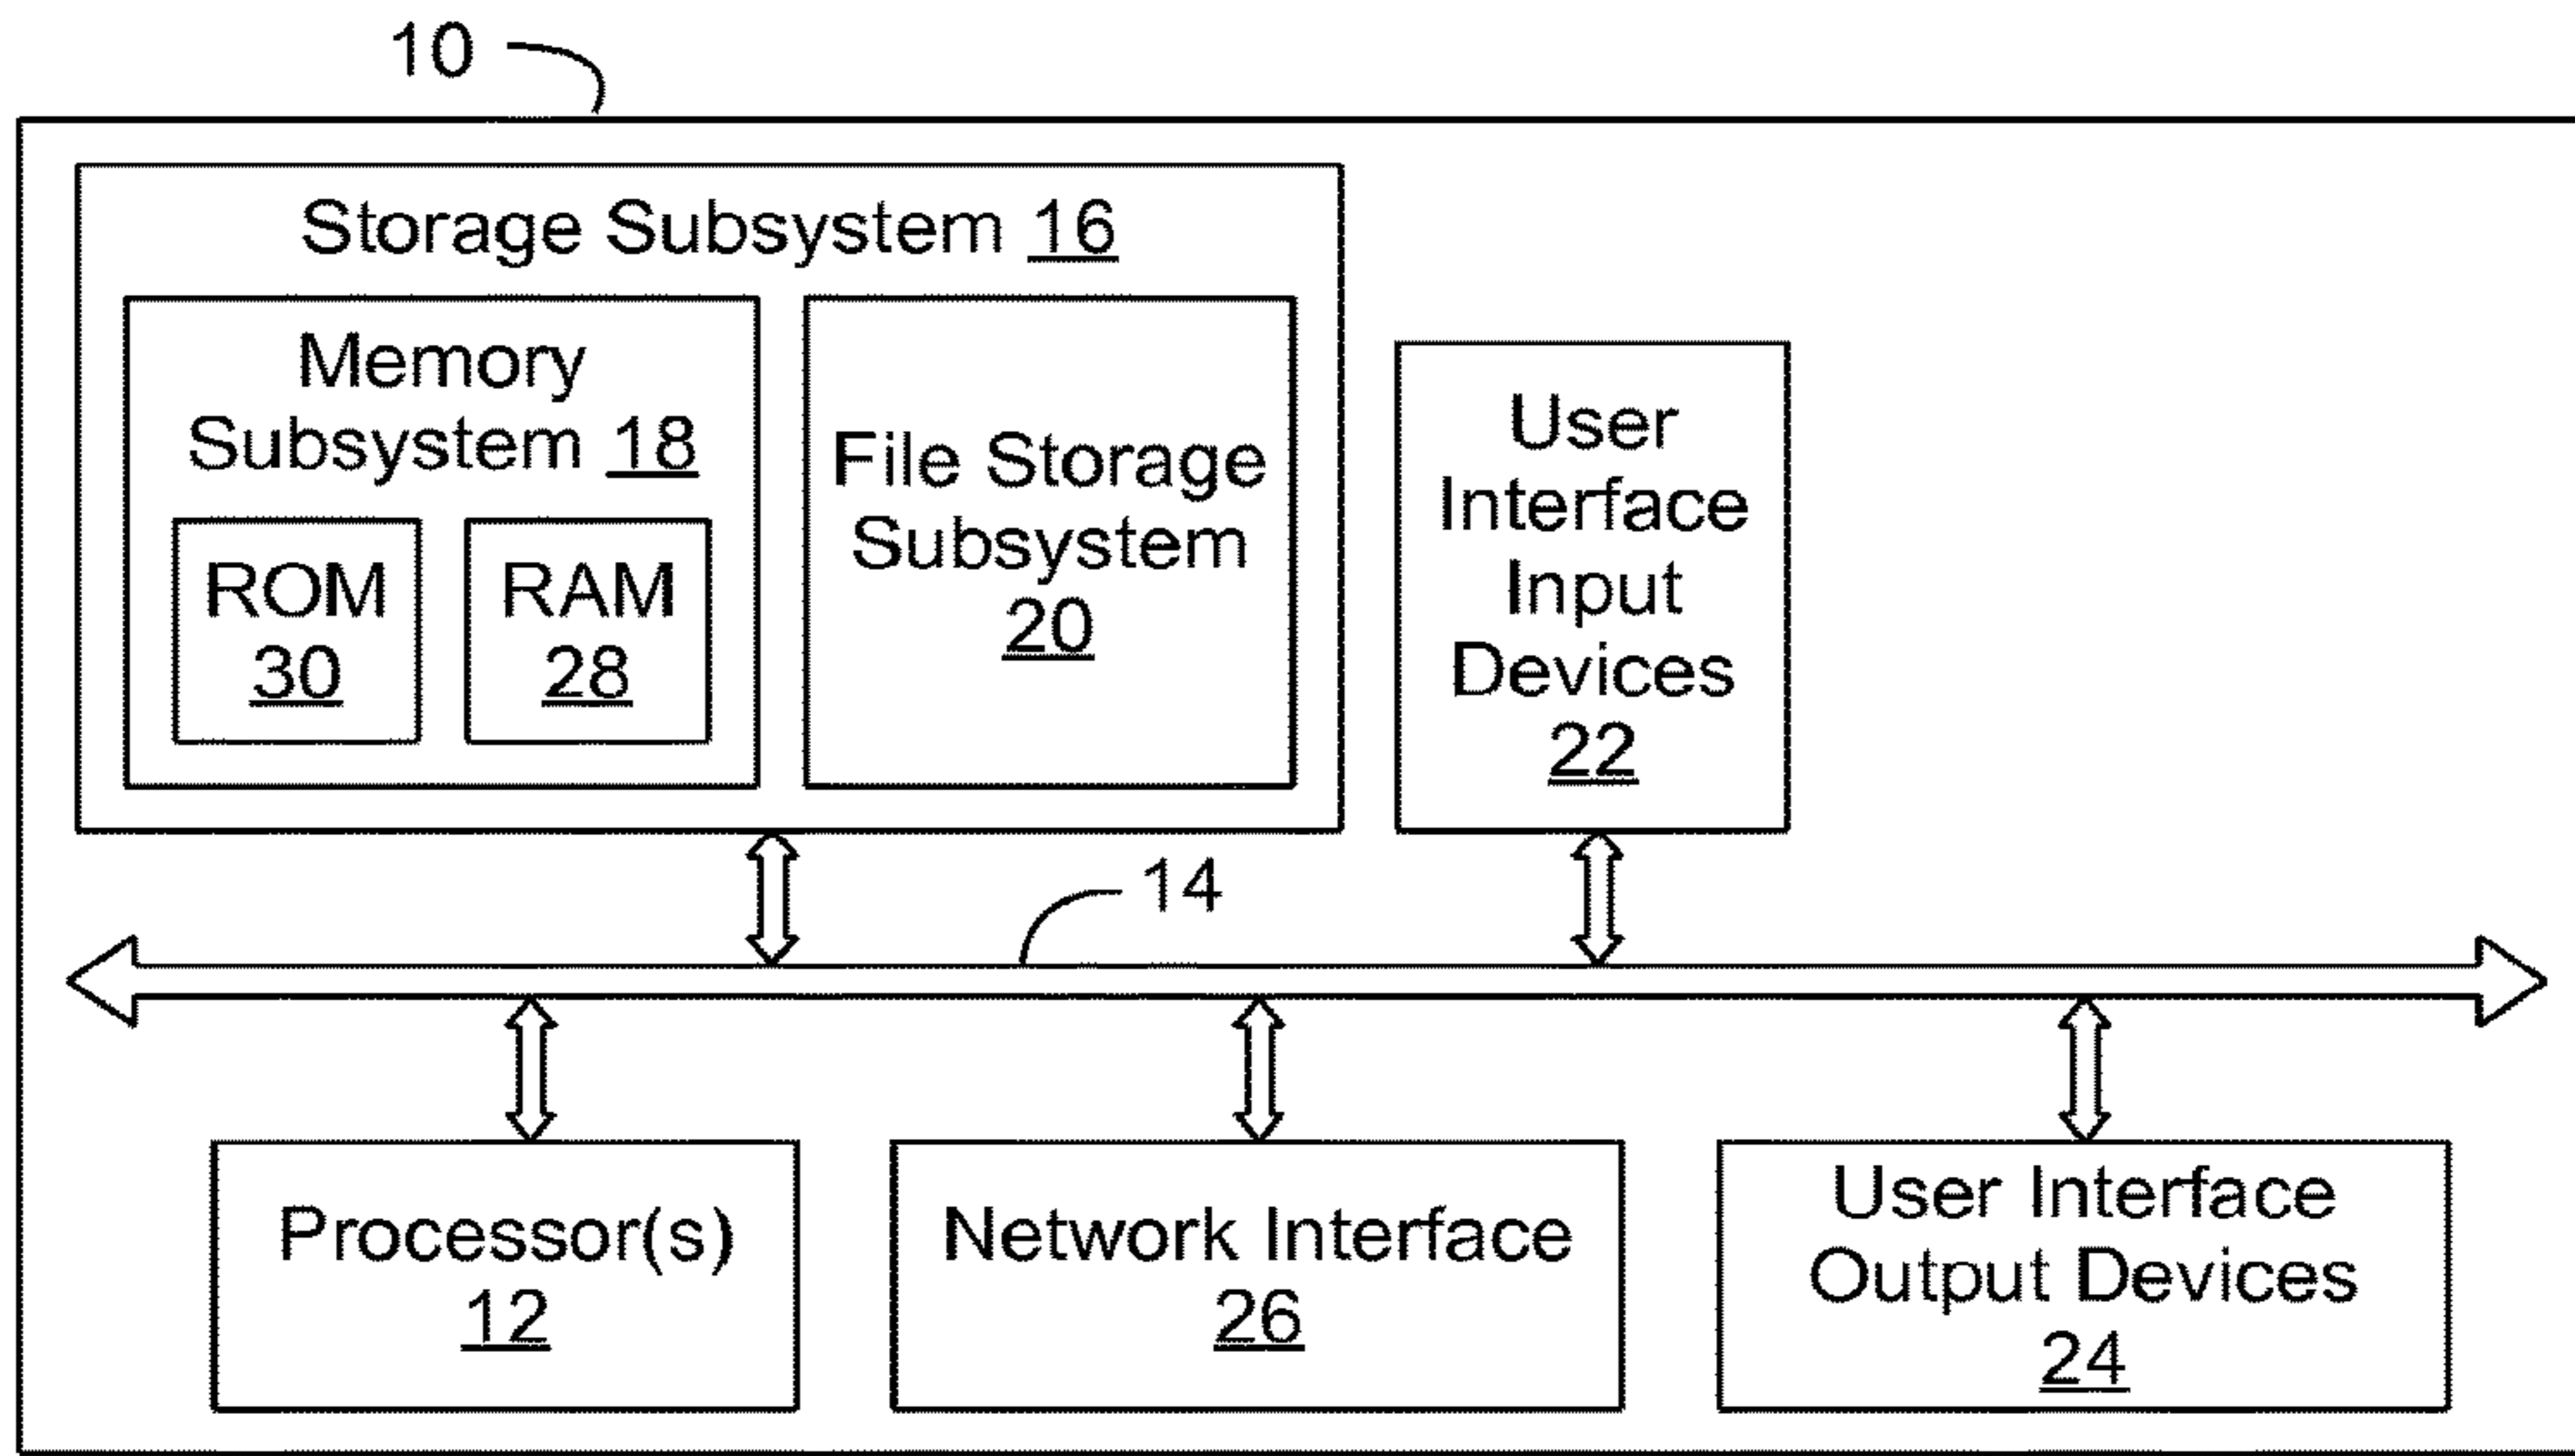 10
Storage Subsystem 16
Memory
Subsystem 18
ROM
30
RAM
28
File Storage
Subsystem
20
User
Interface
Input
Devices
22
14
Processor(s)
12
Network Interface
26
User Interface
Output Devices
24